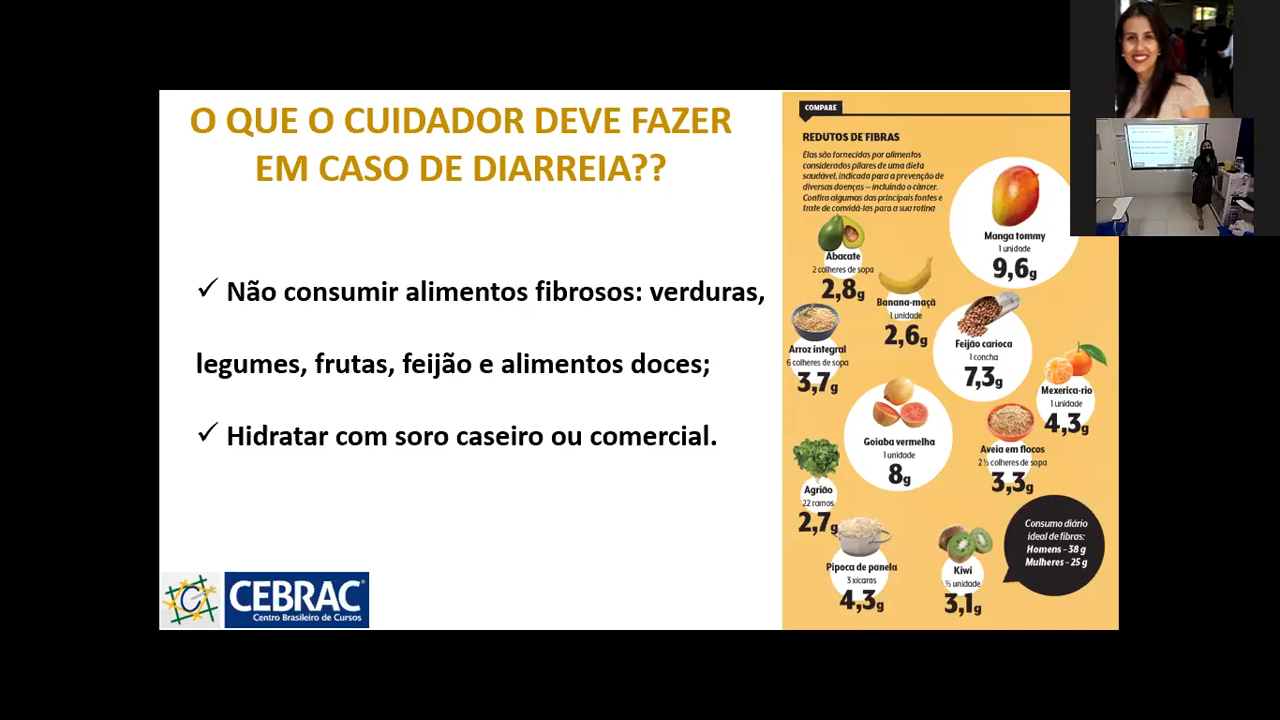 O QUE O CUIDADOR DEVE FAZER
EM CASO DE DIARREIA??
✓ Não consumir alimentos fibrosos: verduras,
legumes, frutas, feijão e alimentos doces;
✓ Hidratar com soro caseiro ou comercial.
CEBRAC®
Centro Brasileiro de Cursos
COMPARE
REDUTOS DE FIBRAS
Elas são fornecidas por alimentos
considerados pilares de uma dieta
saudável, indicada para a prevenção de
diversas doenças – incluindo o câncer.
Confira algumas das principais fontes e
trate de convidá-las para a sua rotina
Manga tommy
1 unidade
9,6g
Abacate
2 colheres de sopa
2,8g
Banana-maçã
1 unidade
2,6g
Arroz integral
6 colheres de sopa
3,7g
Feijão carioca
1 concha
7,3g
Mexerica-rio
1 unidade
4,3g
Goiaba vermelha
1 unidade
8g
Aveia em flocos
2 ½ colheres de sopa
3,3g
Agrião
22 ramos
2,7g
Pipoca de panela
3 xícaras
4,3g
Kiwi
½ unidade
3,1g
Consumo diário
ideal de fibras:
Homens – 38 g
Mulheres – 25 g